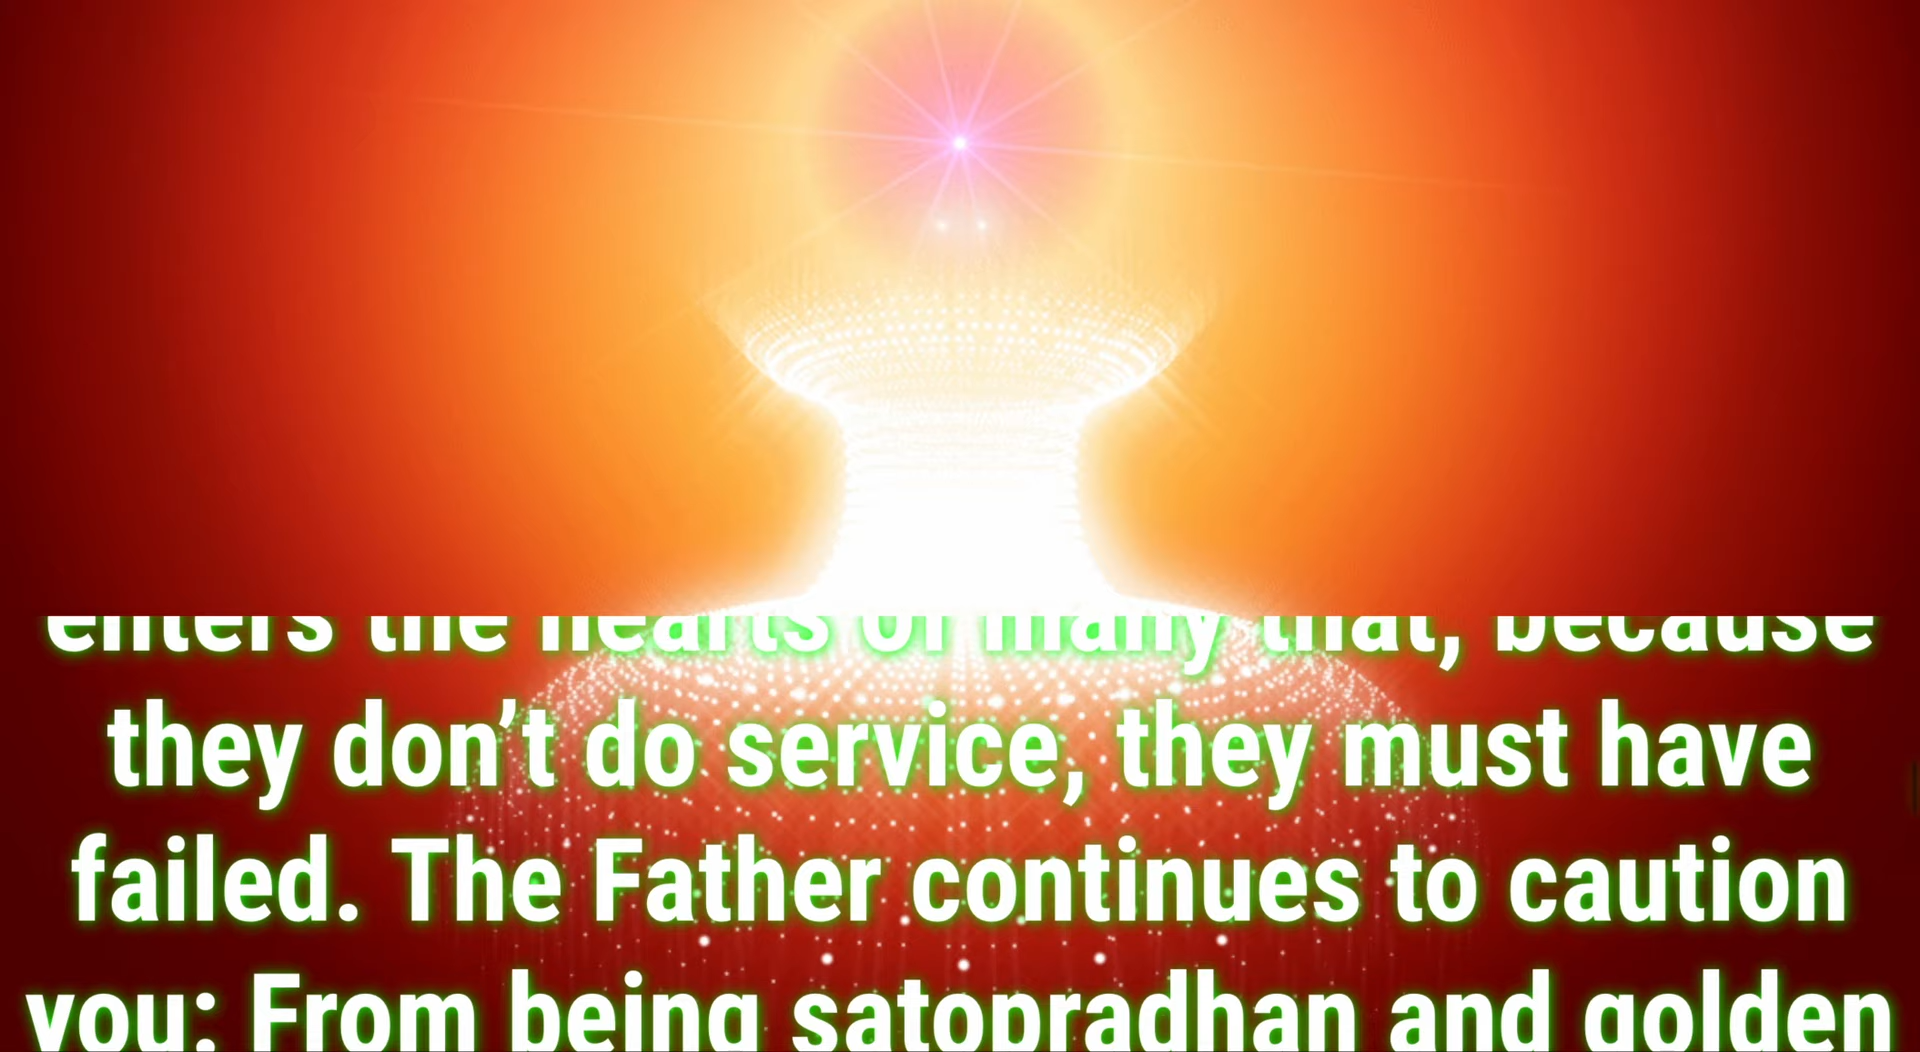 enters the hearts of many that, because
they don’t do service, they must have
failed. The Father continues to caution
you: From being satopradhan and golden